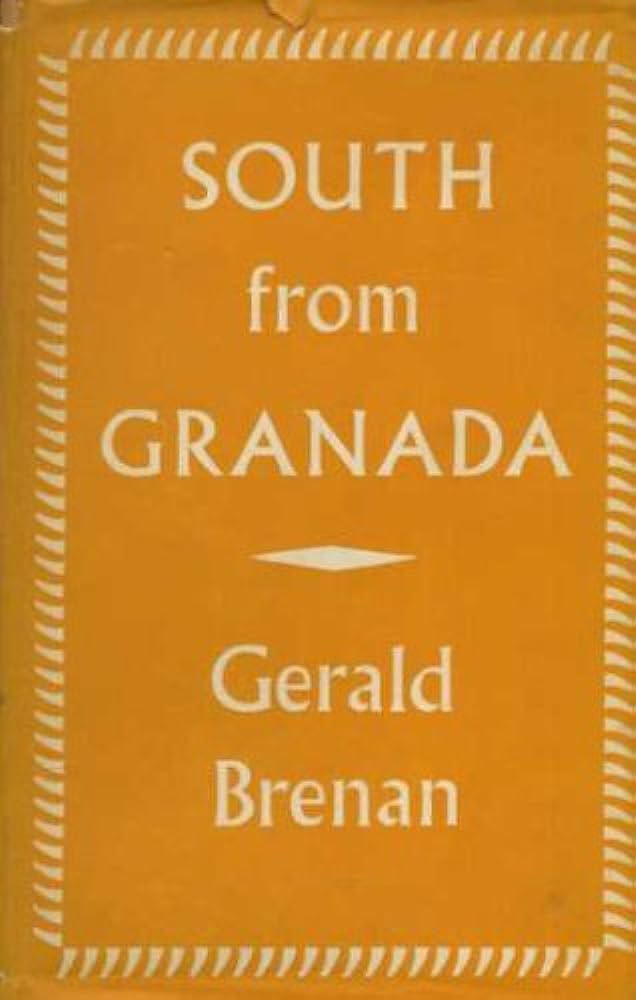 SOUTH
from
GRANADA
Gerald
Brenan